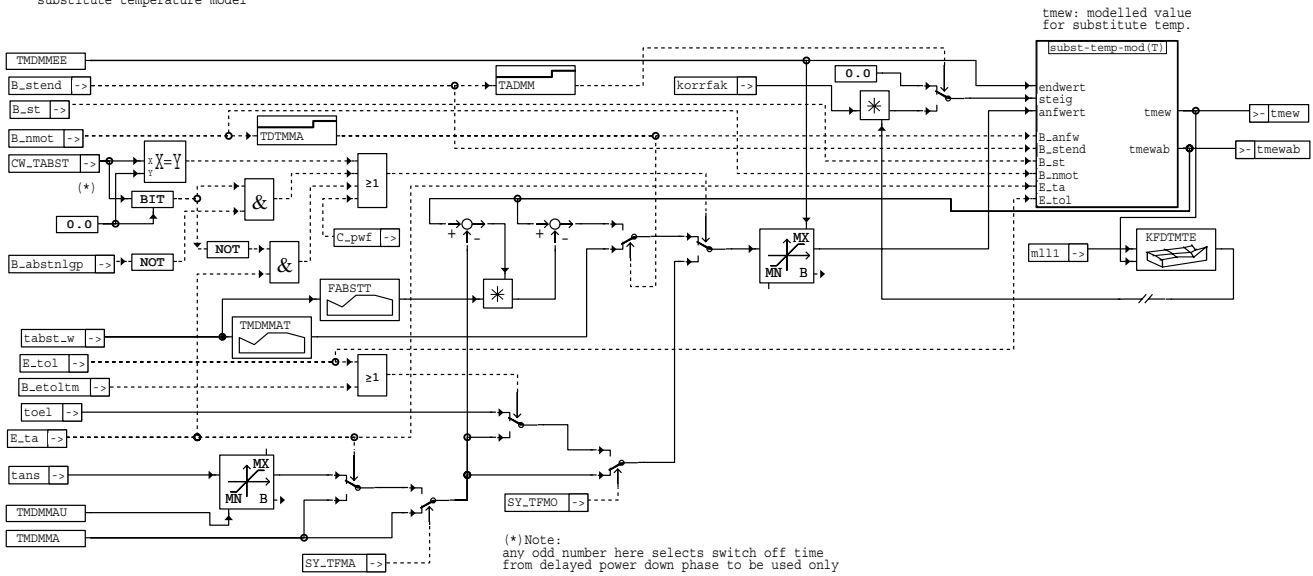 substitute temperature model
tmew: modelled value
for substitute temp.
subst-temp-mod(T)
TMDMMEE
B_stend ->
TADMM
korrfak ->
0.0
endwert
steig
anfwert
tmew
>- tmew
B_st ->
B_nmot ->
TDTMMA
B_anfw
B_stend
B_st
B_nmot
E_ta
E_tol
tmewab
>- tmewab
CW_TABST ->
X
Y
X=Y
≥1
(*)
BIT
&
0.0
+
-
+
-
C_pwf ->
MX
MN
B
mll1 ->
KFDTMTE
NOT
&
B_abstnlgp ->
NOT
FABSTT
tabst_w ->
TMDMMAT
E_tol ->
≥1
B_etoltm ->
toel ->
E_ta ->
tans ->
MX
MN
B
SY_TFMO ->
TMDMMAU
TMDMMA
SY_TFMA ->
(*)Note:
any odd number here selects switch off time
from delayed power down phase to be used only